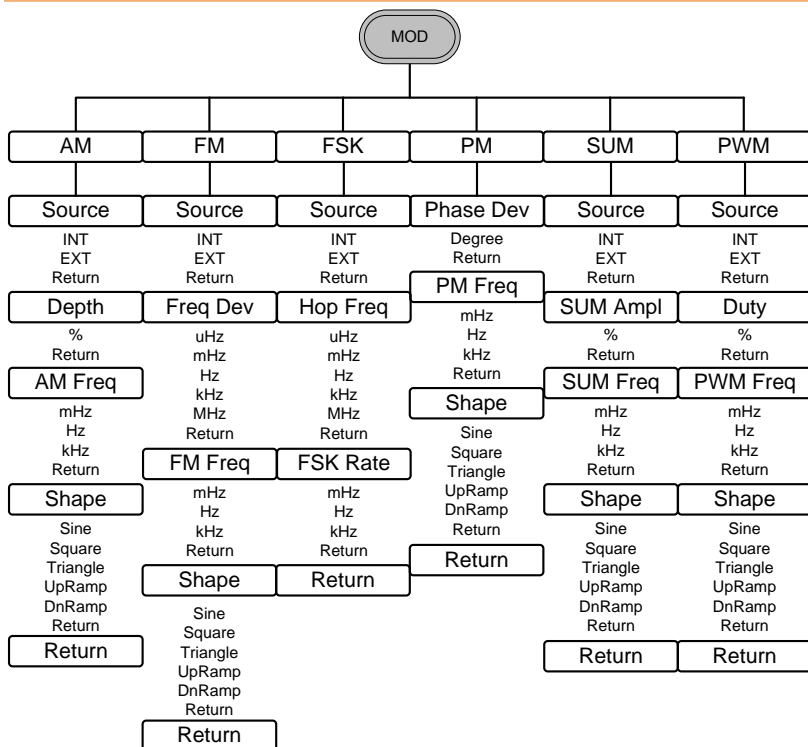 MOD
AM
FM
FSK
PM
SUM
PWM
Source
INT
EXT
Return
Depth
%
Return
AM Freq
mHz
Hz
kHz
Return
Shape
Sine
Square
Triangle
UpRamp
DnRamp
Return
Return
Source
INT
EXT
Return
Freq Dev
uHz
mHz
Hz
kHz
MHz
Return
FM Freq
mHz
Hz
kHz
Return
Shape
Sine
Square
Triangle
UpRamp
DnRamp
Return
Return
Source
INT
EXT
Return
Hop Freq
uHz
mHz
Hz
kHz
MHz
Return
FSK Rate
mHz
Hz
kHz
Return
Return
Phase Dev
Degree
Return
PM Freq
mHz
Hz
kHz
Return
Shape
Sine
Square
Triangle
UpRamp
DnRamp
Return
Return
Source
INT
EXT
Return
SUM Ampl
%
Return
SUM Freq
mHz
Hz
kHz
Return
Shape
Sine
Square
Triangle
UpRamp
DnRamp
Return
Return
Source
INT
EXT
Return
Duty
%
Return
PWM Freq
mHz
Hz
kHz
Return
Shape
Sine
Square
Triangle
UpRamp
DnRamp
Return
Return